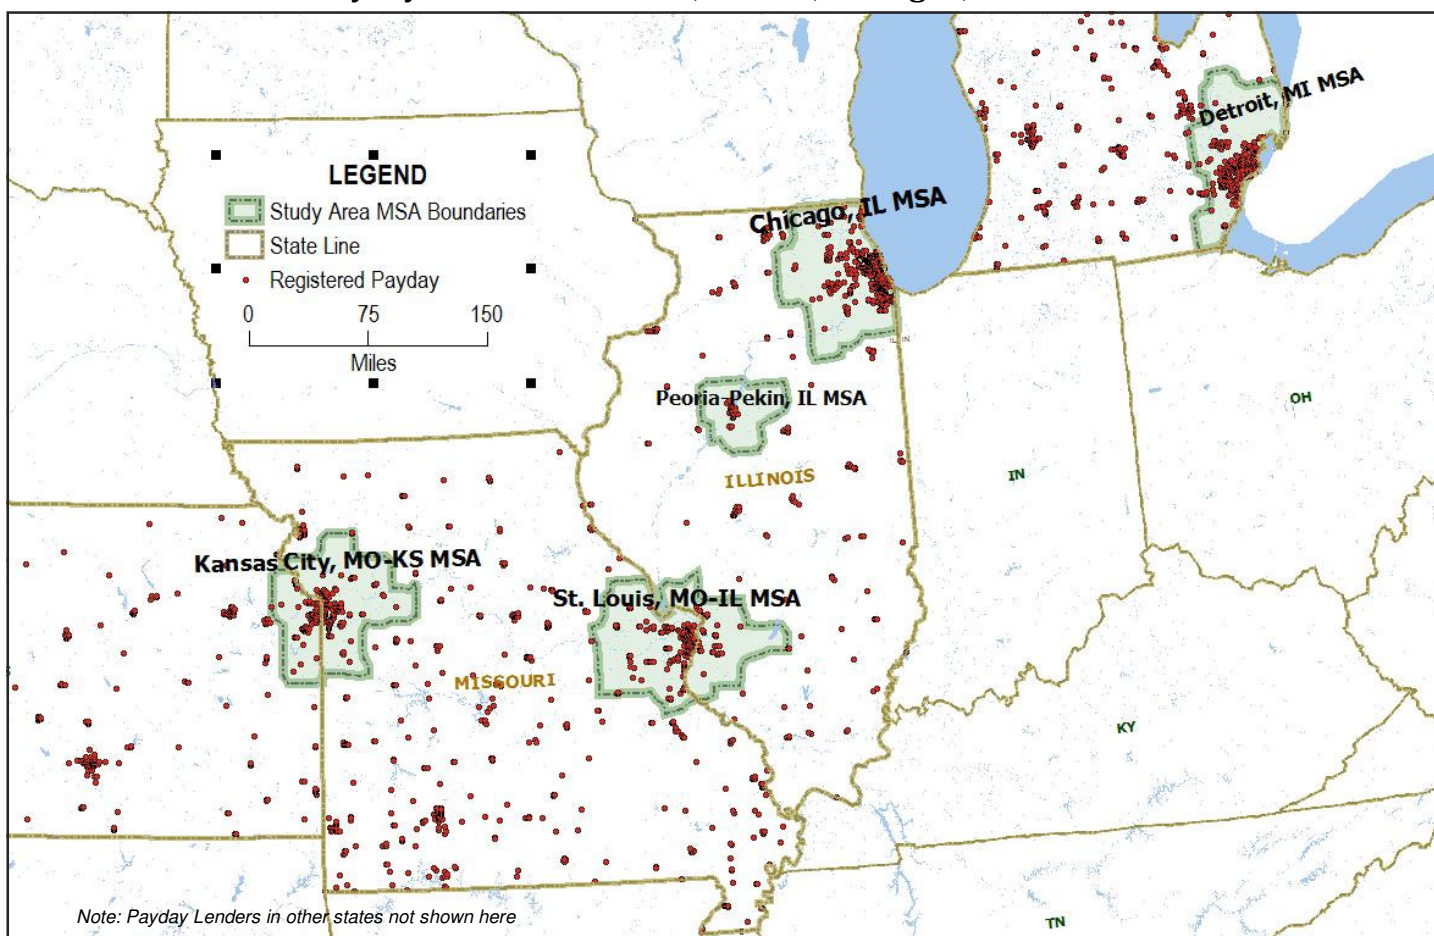 Detroit, MI MSA
LEGEND
Study Area MSA Boundaries
State Line
Registered Payday
0 75 150
Miles
Chicago, IL MSA
IL IN
Peoria-Pekin, IL MSA
OH
ILLINOIS
IN
Kansas City, MO-KS MSA
St. Louis, MO-IL MSA
MISSOURI
KY
Note: Payday Lenders in other states not shown here
TN